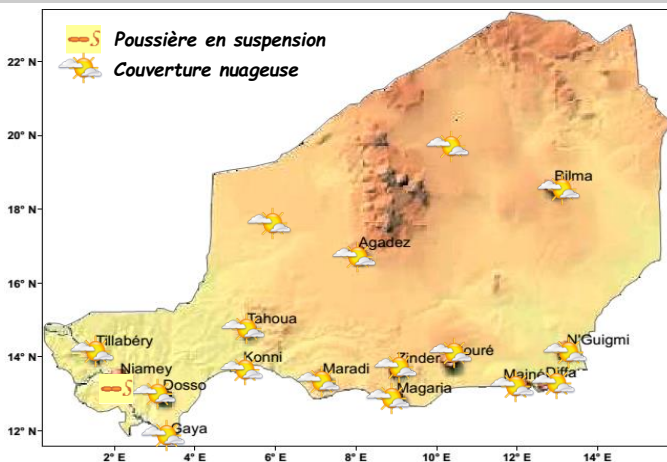 ∞S Poussière en suspension
Couverture nuageuse
22° N
20° N
18° N
16° N
14° N
12° N
Bilma
Agadez
Tahoua
Tillabéry
N'Guigmi
Konni
Zinder
Gouré
Niamey
Maradi
Dosso
Magaria
Maïné
Diffa
∞S
Gaya
2° E
4° E
6° E
8° E
10° E
12° E
14° E